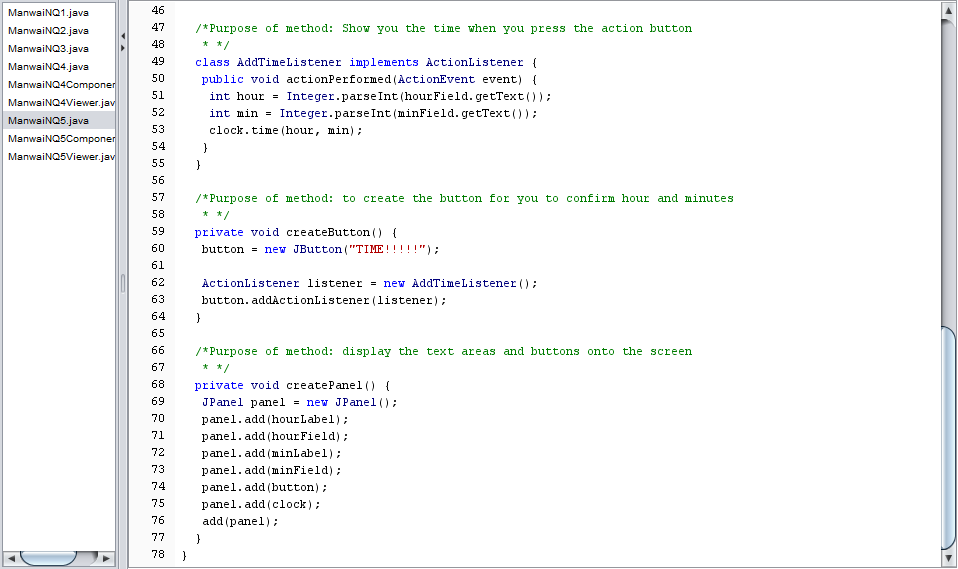 ManwaiNQ1.java
ManwaiNQ2.java
ManwaiNQ3.java
ManwaiNQ4.java
ManwaiNQ4Componer
ManwaiNQ4Viewer.jav
ManwaiNQ5.java
ManwaiNQ5Componer
ManwaiNQ5Viewer.jav
46
47 /*Purpose of method: Show you the time when you press the action button
48 * */
49 class AddTimeListener implements ActionListener {
50 public void actionPerformed(ActionEvent event) {
51 int hour = Integer.parseInt(hourField.getText());
52 int min = Integer.parseInt(minField.getText());
53 clock.time(hour, min);
54 }
55 }
56
57 /*Purpose of method: to create the button for you to confirm hour and minutes
58 * */
59 private void createButton() {
60 button = new JButton("TIME!!!!!");
61
62 ActionListener listener = new AddTimeListener();
63 button.addActionListener(listener);
64 }
65
66 /*Purpose of method: display the text areas and buttons onto the screen
67 * */
68 private void createPanel() {
69 JPanel panel = new JPanel();
70 panel.add(hourLabel);
71 panel.add(hourField);
72 panel.add(minLabel);
73 panel.add(minField);
74 panel.add(button);
75 panel.add(clock);
76 add(panel);
77 }
78 }